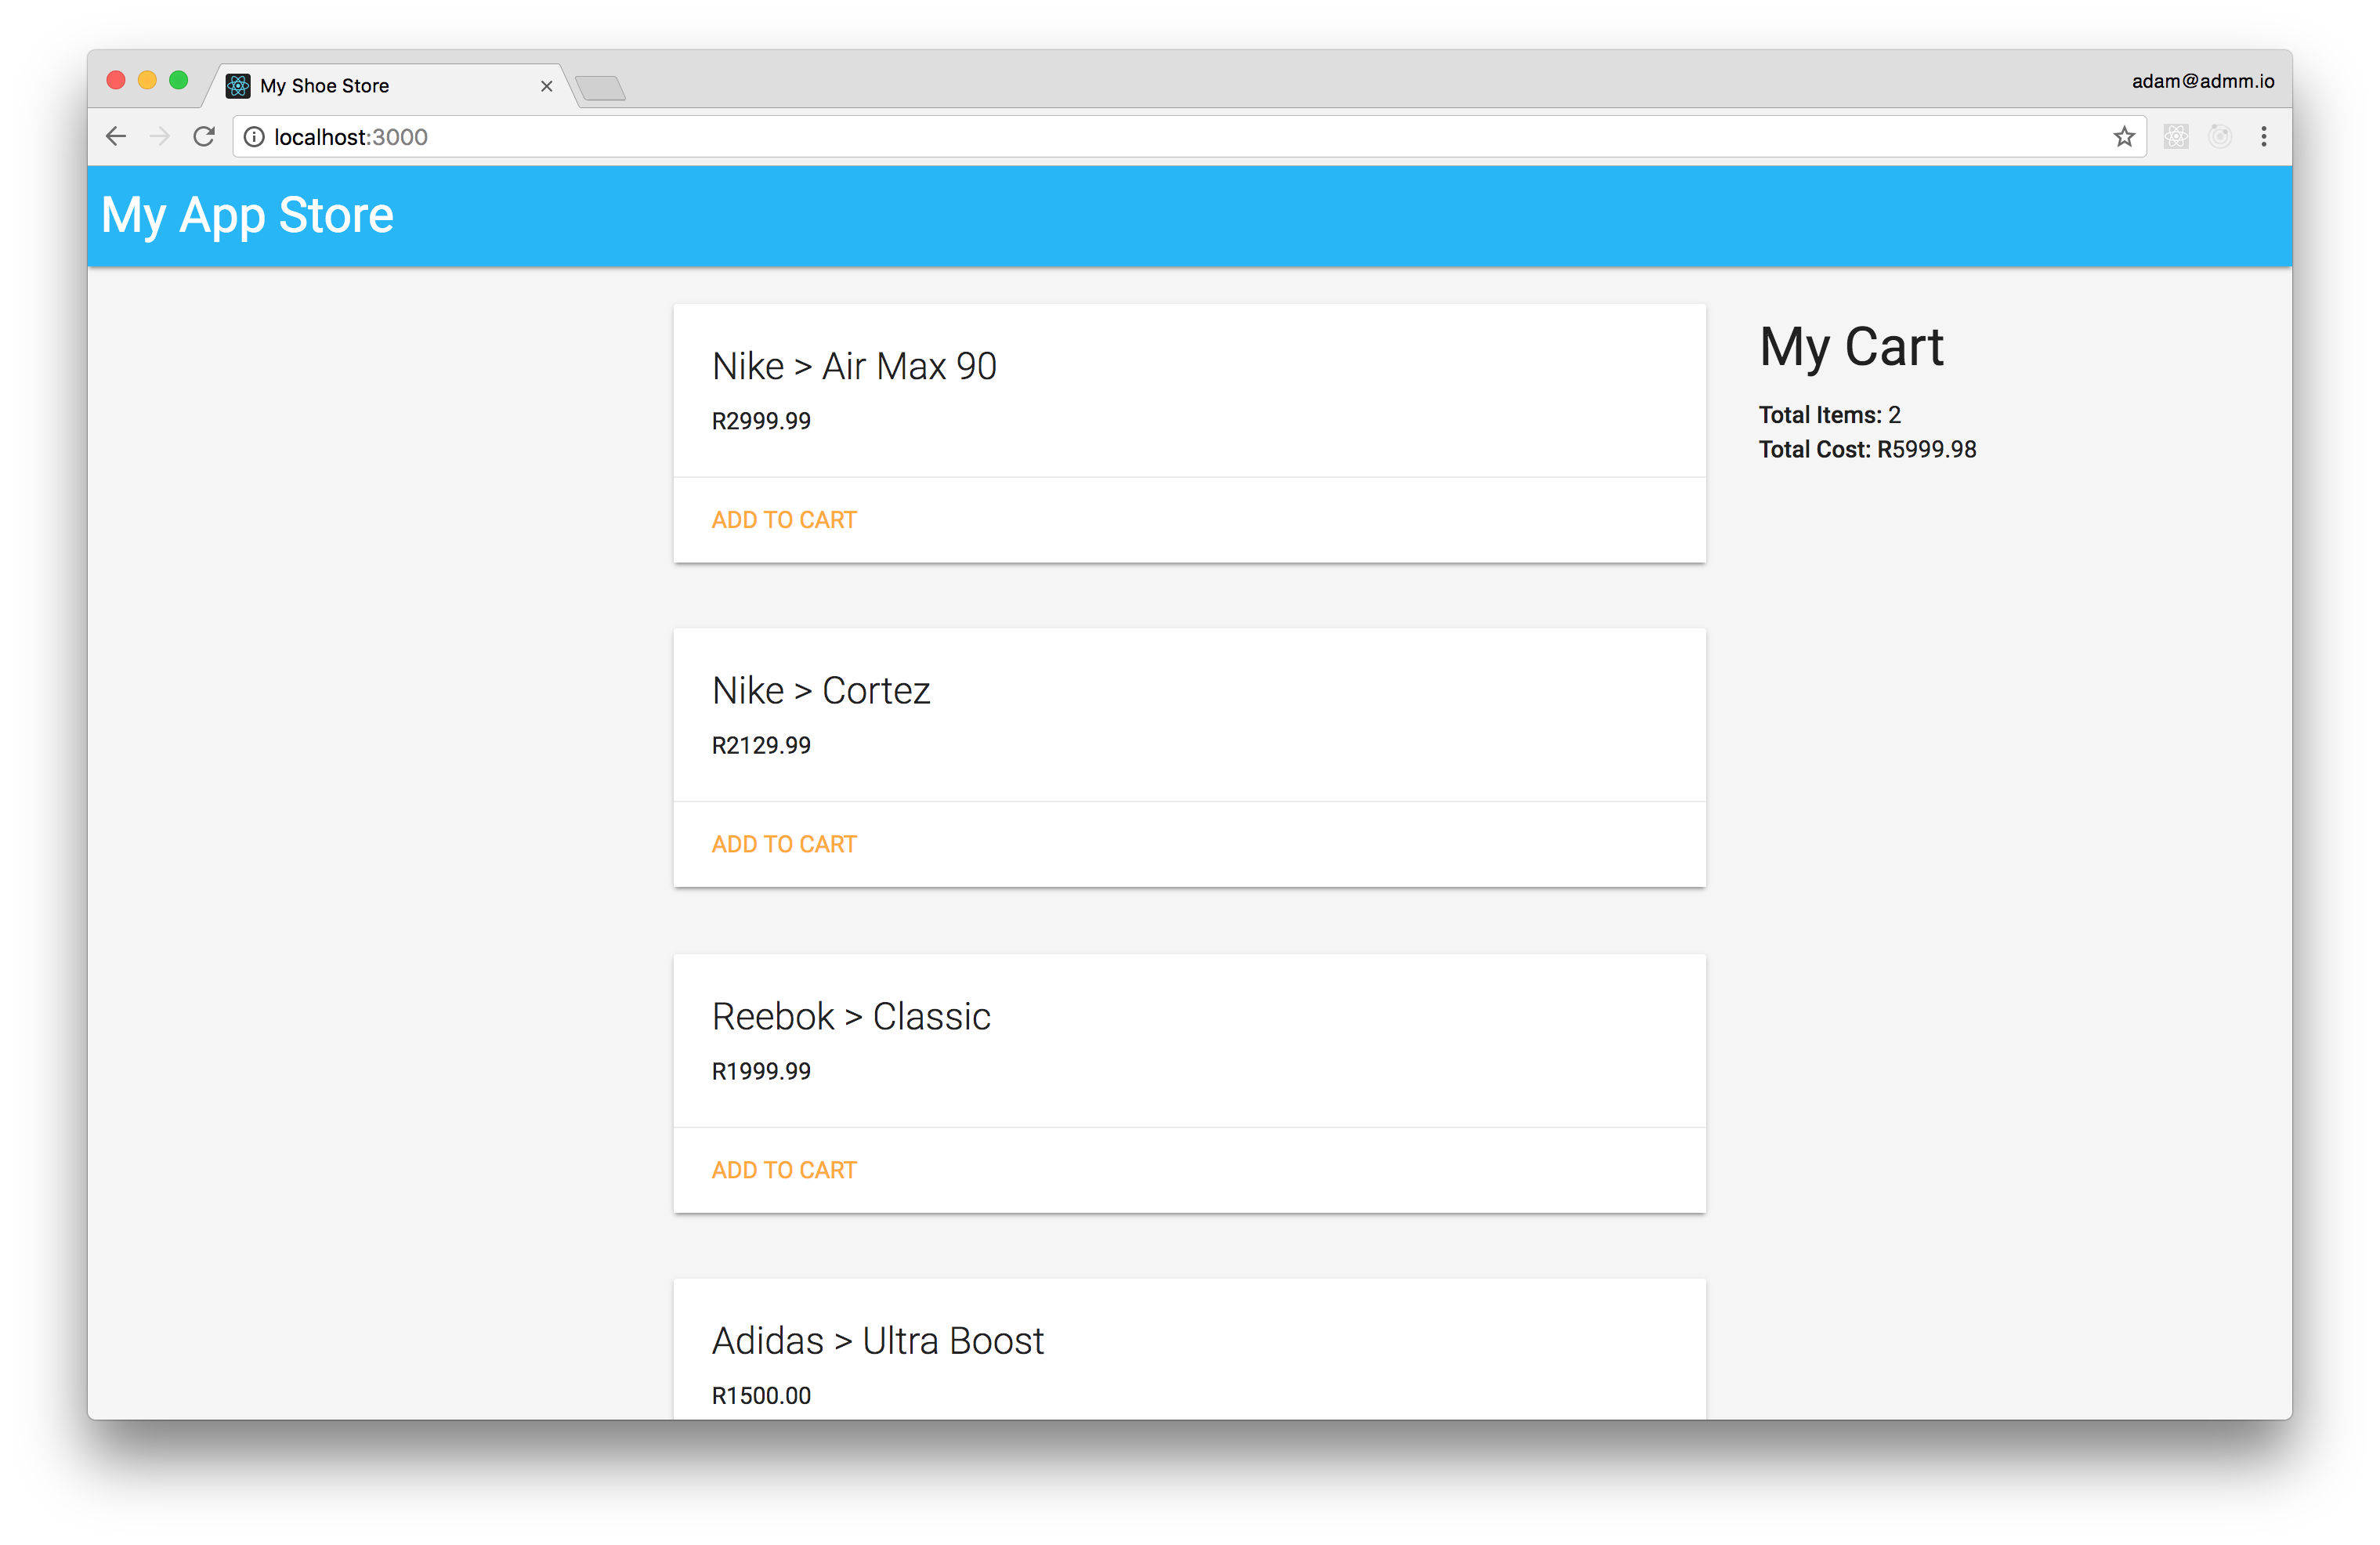 My Shoe Store
adam@admm.io
localhost:3000
My App Store
Nike > Air Max 90
R2999.99
ADD TO CART
Nike > Cortez
R2129.99
ADD TO CART
Reebok > Classic
R1999.99
ADD TO CART
Adidas > Ultra Boost
R1500.00
My Cart
Total Items: 2
Total Cost: R5999.98